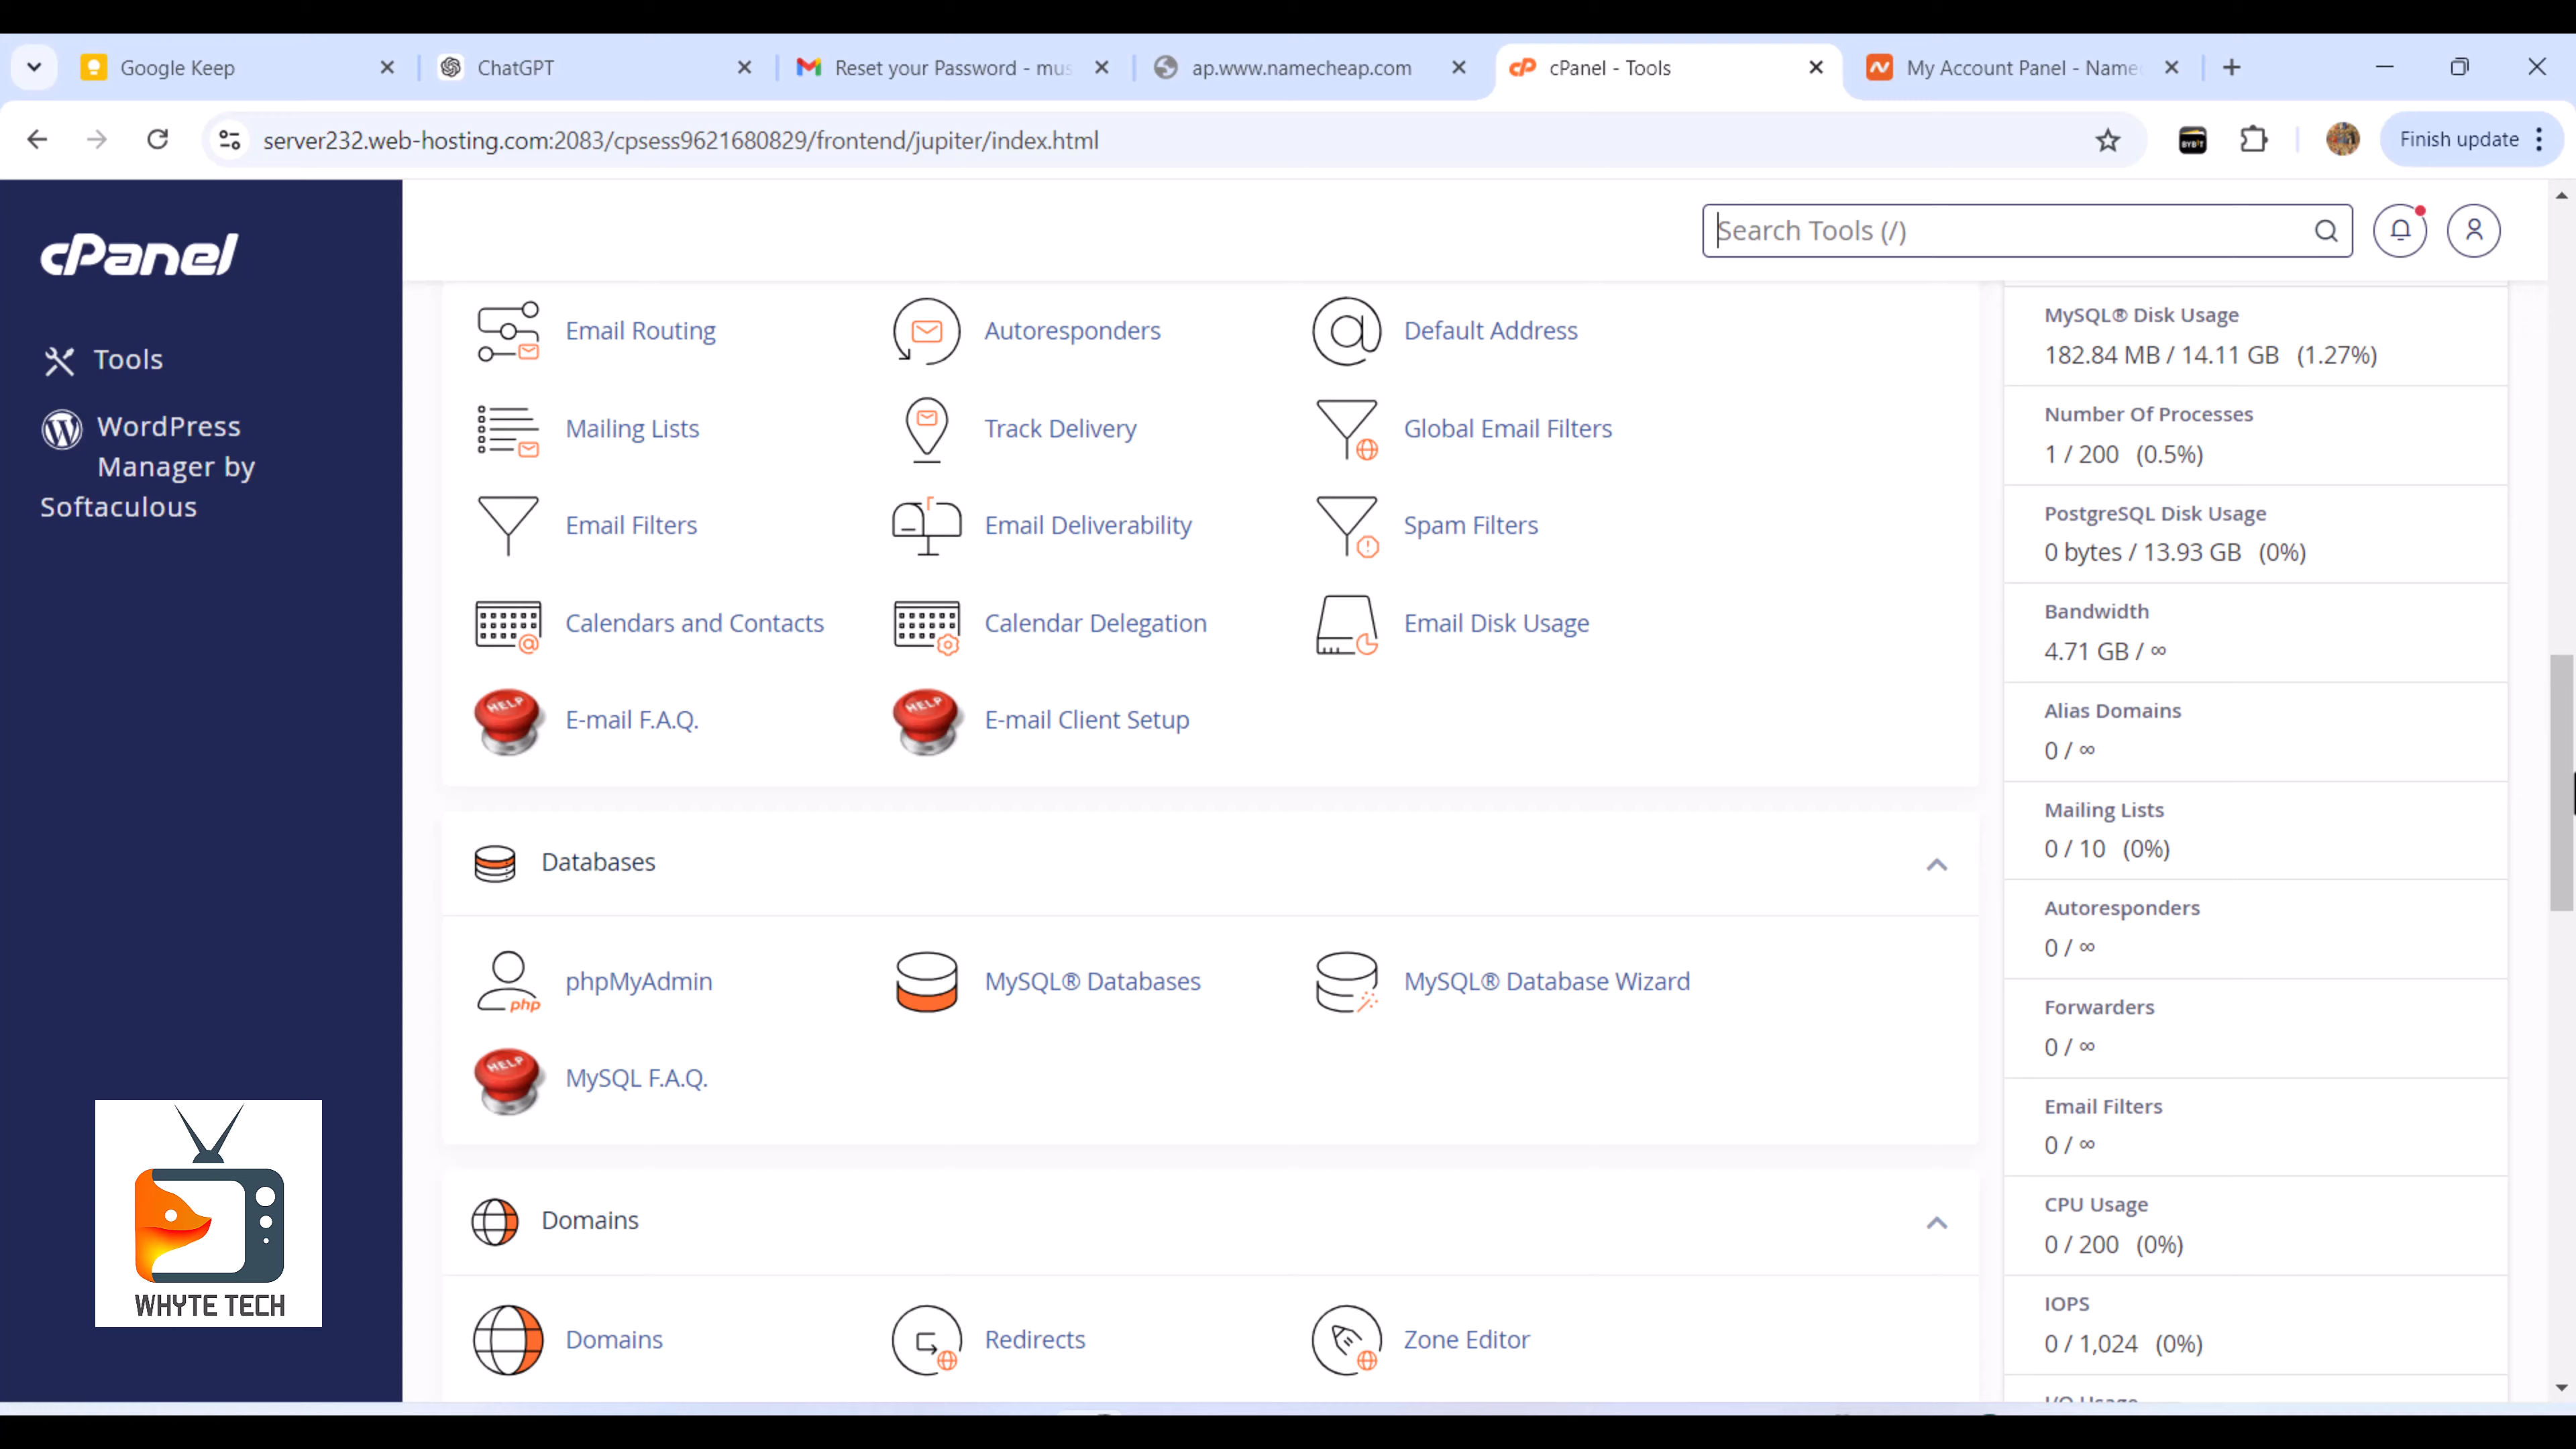 Google Keep
ChatGPT
Reset your Password - mus
ap.www.namecheap.com
cPanel - Tools
My Account Panel - Name
server232.web-hosting.com:2083/cpsess9621680829/frontend/jupiter/index.html
BYBIT
Finish update
cPanel
Search Tools (/)
Tools
WordPress
Manager by
Softaculous
Email Routing
Autoresponders
Default Address
Mailing Lists
Track Delivery
Global Email Filters
Email Filters
Email Deliverability
Spam Filters
Calendars and Contacts
Calendar Delegation
Email Disk Usage
HELP
E-mail F.A.Q.
HELP
E-mail Client Setup
Databases
php
phpMyAdmin
MySQL® Databases
MySQL® Database Wizard
HELP
MySQL F.A.Q.
Domains
Domains
Redirects
Zone Editor
MySQL® Disk Usage
182.84 MB / 14.11 GB (1.27%)
Number Of Processes
1 / 200 (0.5%)
PostgreSQL Disk Usage
0 bytes / 13.93 GB (0%)
Bandwidth
4.71 GB / ∞
Alias Domains
0 / ∞
Mailing Lists
0 / 10 (0%)
Autoresponders
0 / ∞
Forwarders
0 / ∞
Email Filters
0 / ∞
CPU Usage
0 / 200 (0%)
IOPS
0 / 1,024 (0%)
I/O Usage
WHYTE TECH